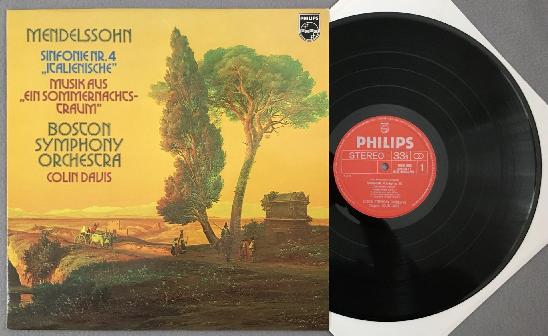 MENDELSSOHN
SINFONIE NR. 4
„ITALIENISCHE"
MUSIK AUS
„EIN SOMMERNACHTS-
TRAUM"
BOSTON
SYMPHONY
ORCHESTRA
COLIN DAVIS
PHILIPS
PHILIPS
STEREO 33⅓
1